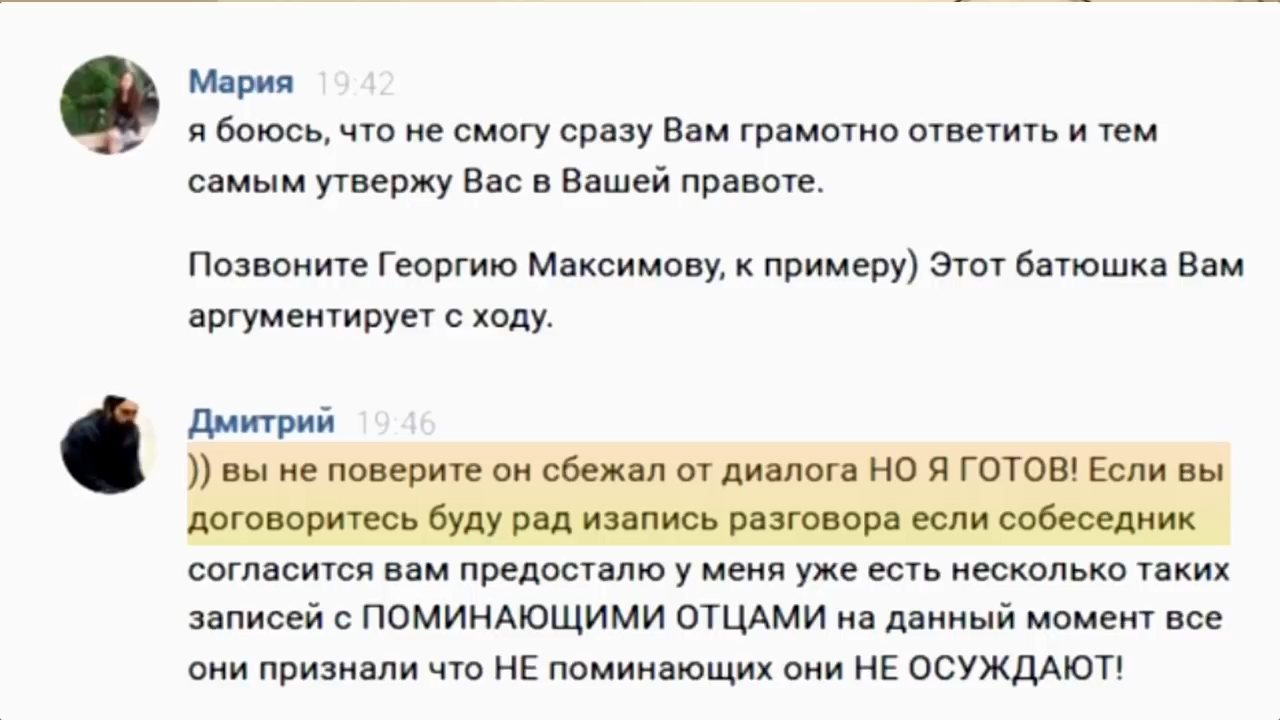 Мария 19:42
я боюсь, что не смогу сразу Вам грамотно ответить и тем
самым утвержу Вас в Вашей правоте.
Позвоните Георгию Максимову, к примеру) Этот батюшка Вам
аргументирует с ходу.
Дмитрий 19:46
)) вы не поверите он сбежал от диалога НО Я ГОТОВ! Если вы
договоритесь буду рад изапись разговора если собеседник
согласится вам предосталю у меня уже есть несколько таких
записей с ПОМИНАЮЩИМИ ОТЦАМИ на данный момент все
они признали что НЕ поминающих они НЕ ОСУЖДАЮТ!